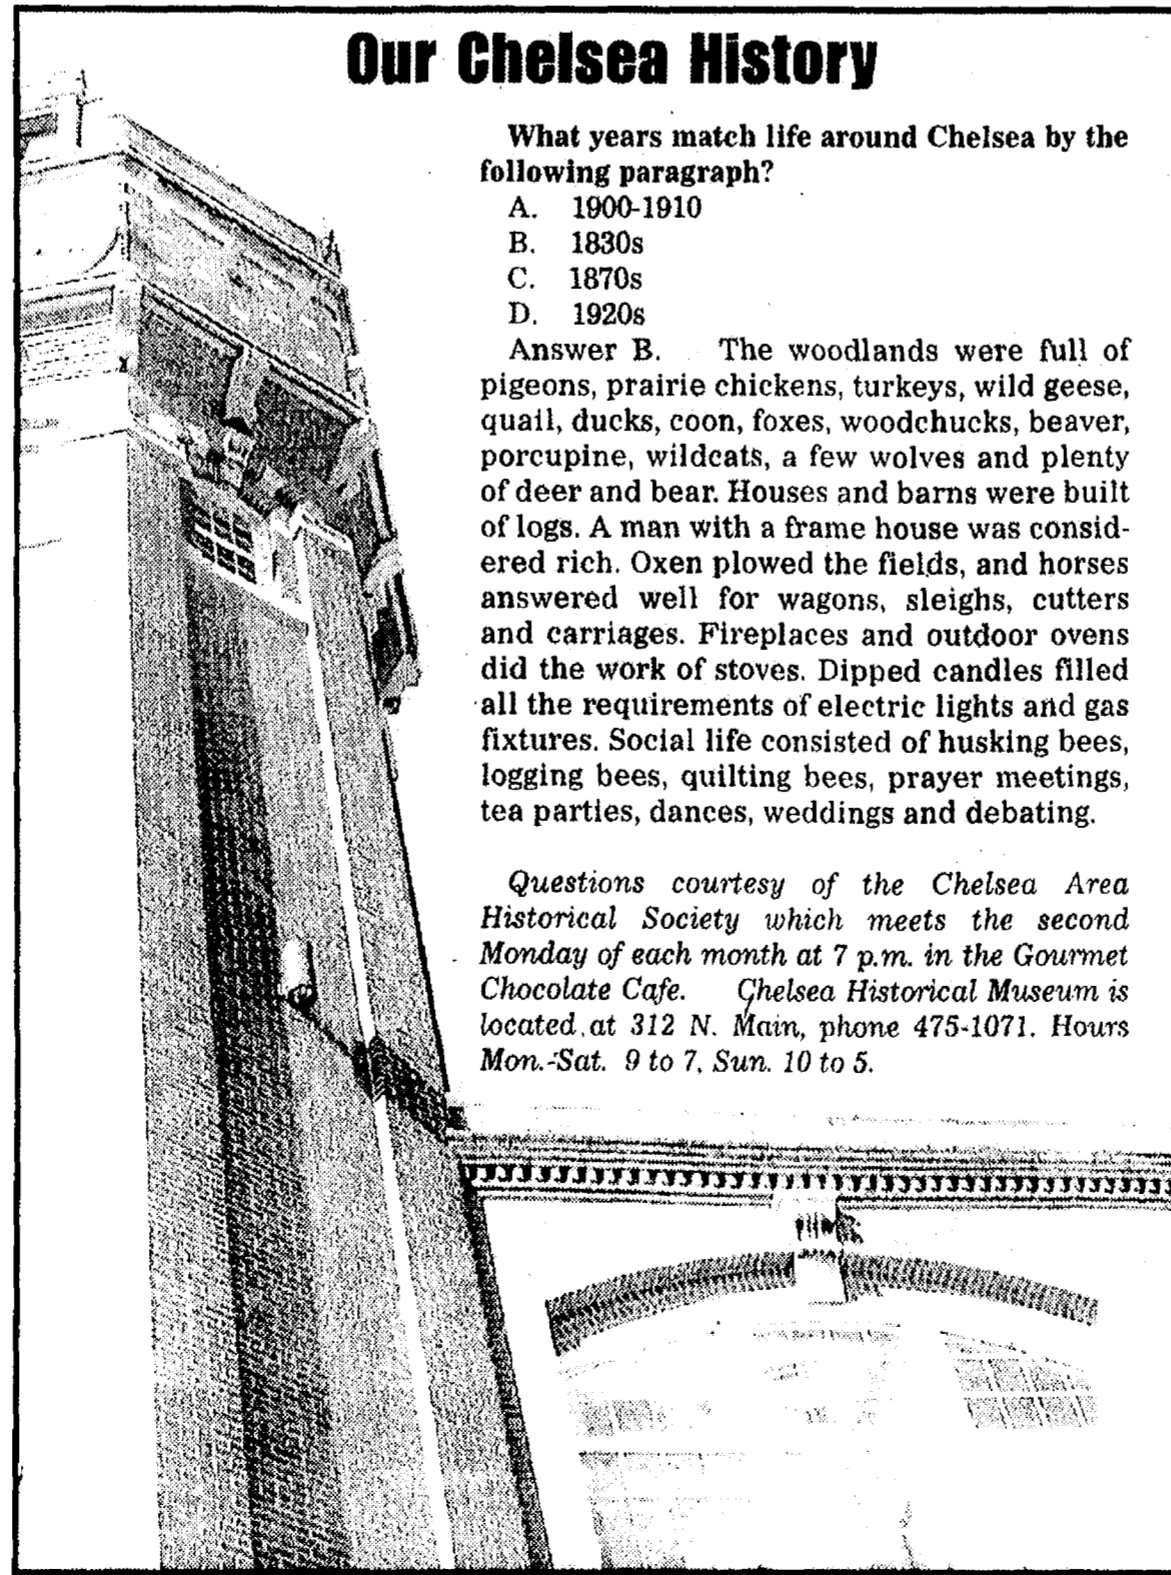 Our Chelsea History
What years match life around Chelsea by the
following paragraph?
A. 1900-1910
B. 1830s
C. 1870s
D. 1920s
Answer B. The woodlands were full of
pigeons, prairie chickens, turkeys, wild geese,
quail, ducks, coon, foxes, woodchucks, beaver,
porcupine, wildcats, a few wolves and plenty
of deer and bear. Houses and barns were built
of logs. A man with a frame house was consid-
ered rich. Oxen plowed the fields, and horses
answered well for wagons, sleighs, cutters
and carriages. Fireplaces and outdoor ovens
did the work of stoves. Dipped candles filled
all the requirements of electric lights and gas
fixtures. Social life consisted of husking bees,
logging bees, quilting bees, prayer meetings,
tea parties, dances, weddings and debating.
Questions courtesy of the Chelsea Area
Historical Society which meets the second
Monday of each month at 7 p.m. in the Gourmet
Chocolate Cafe. Chelsea Historical Museum is
located at 312 N. Main, phone 475-1071. Hours
Mon.-Sat. 9 to 7, Sun. 10 to 5.